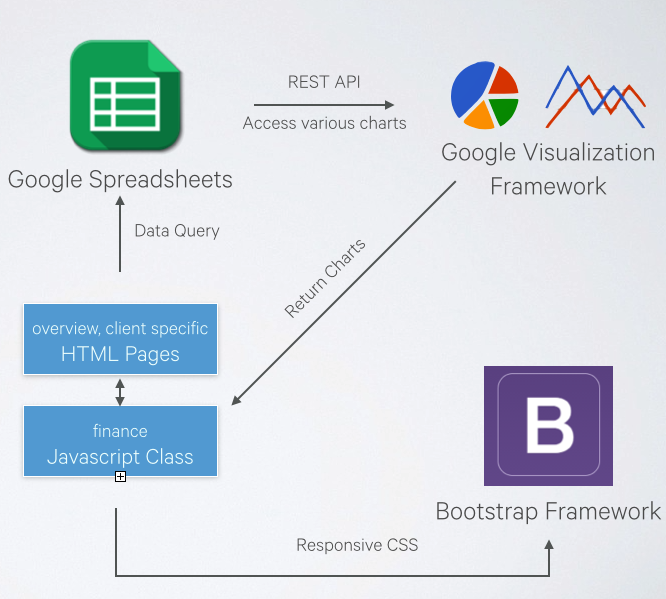 REST API
Access various charts
Google Spreadsheets
Google Visualization
Framework
Data Query
Return Charts
overview, client specific
HTML Pages
finance
Javascript Class
B
Bootstrap Framework
Responsive CSS